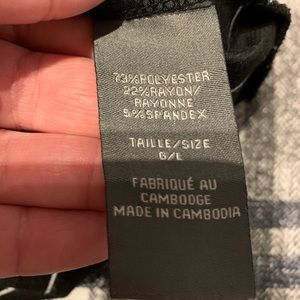 73%POLYESTER
22%RAYON/
RAYONNE
5%SPANDEX
TAILLE/SIZE
G/L
FABRIQUÉ AU
CAMBODGE
MADE IN CAMBODIA